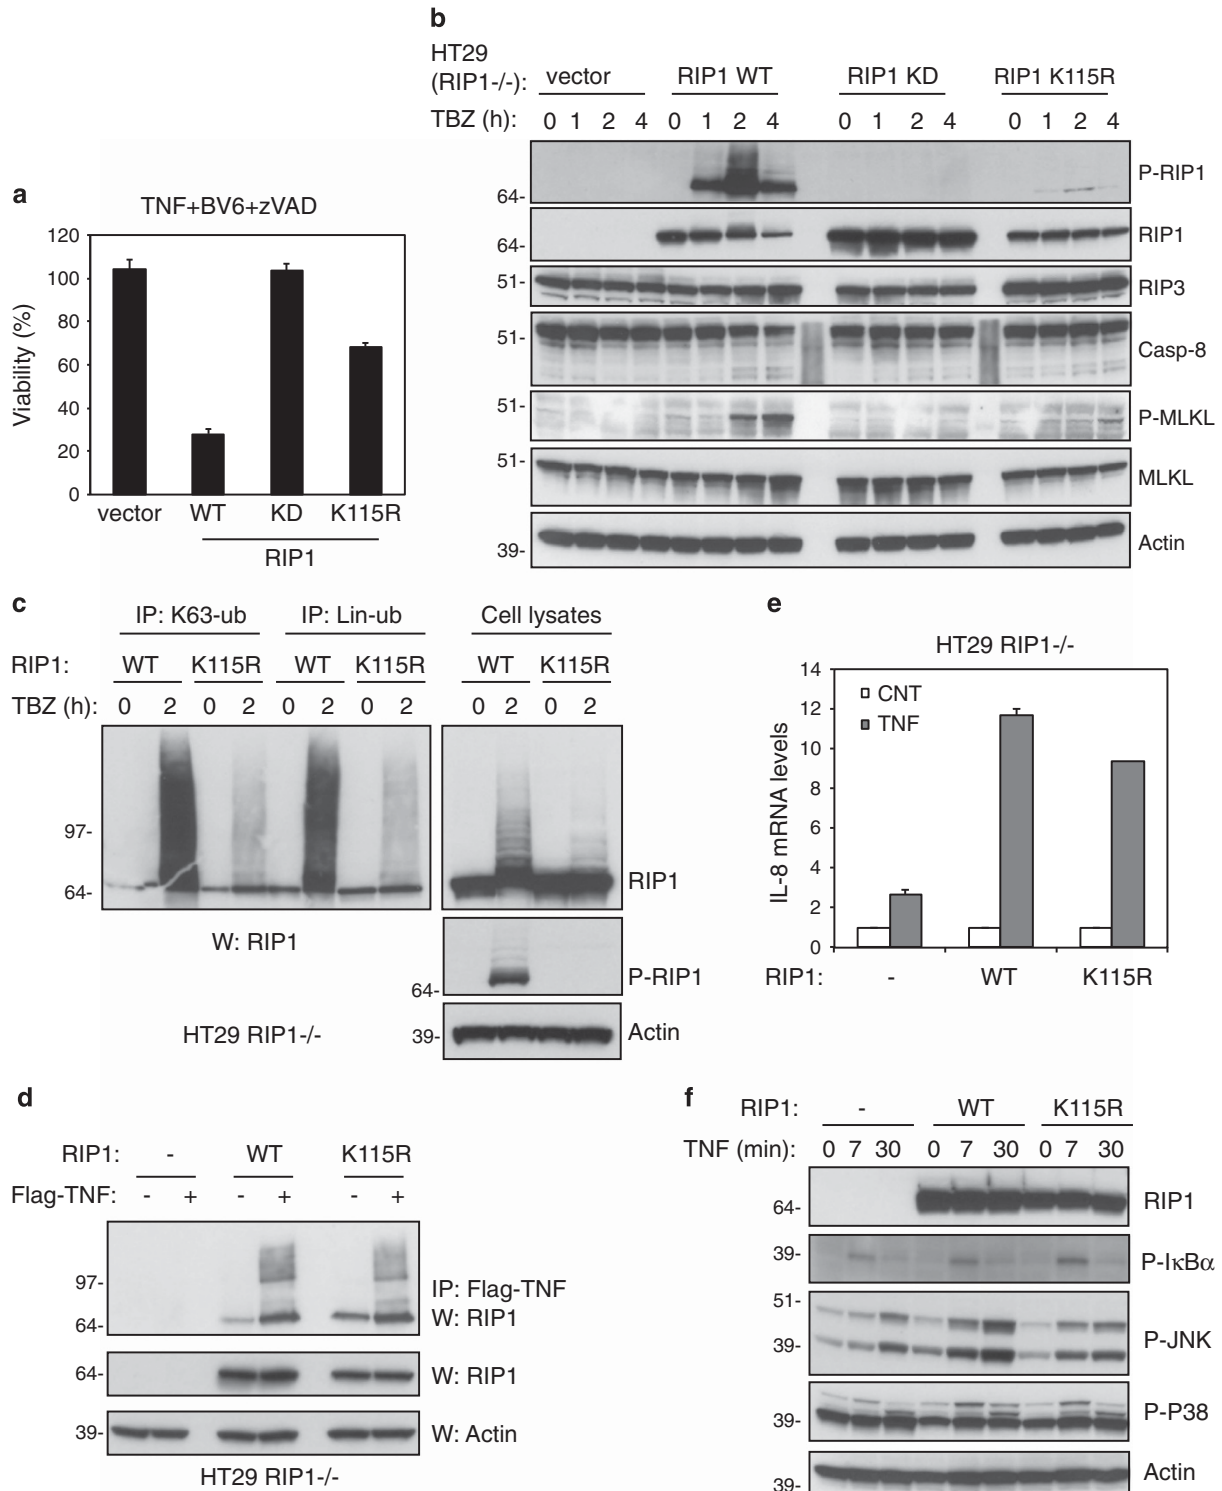 a
TNF+BV6+zVAD
Viability (%)
120
100
80
60
40
20
0
vector WT KD K115R
RIP1
b
HT29
(RIP1-/-): vector RIP1 WT RIP1 KD RIP1 K115R
TBZ (h): 0 1 2 4 0 1 2 4 0 1 2 4 0 1 2 4
64- P-RIP1
64- RIP1
51- RIP3
51- Casp-8
51- P-MLKL
51- MLKL
39- Actin
c
IP: K63-ub IP: Lin-ub Cell lysates
RIP1: WT K115R WT K115R WT K115R
TBZ (h): 0 2 0 2 0 2 0 2 0 2 0 2
97-
64- RIP1
W: RIP1
64- P-RIP1
39- Actin
HT29 RIP1-/-
e
HT29 RIP1-/-
IL-8 mRNA levels
14
12
10
8
6
4
2
0
CNT
TNF
RIP1: - WT K115R
d
RIP1: - WT K115R
Flag-TNF: - + - + - +
97-
64-
IP: Flag-TNF
W: RIP1
64- W: RIP1
39- W: Actin
HT29 RIP1-/-
f
RIP1: - WT K115R
TNF (min): 0 7 30 0 7 30 0 7 30
64- RIP1
39- P-IκBα
51-
39- P-JNK
39- P-P38
39- Actin